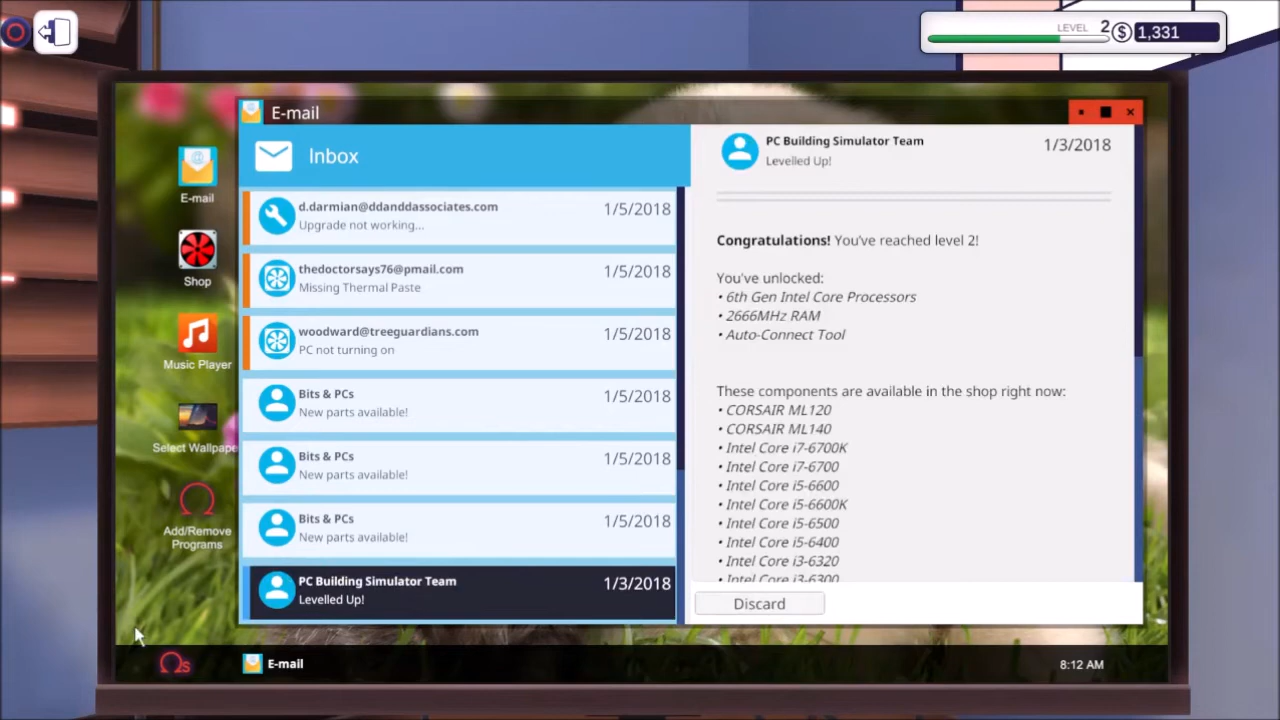 LEVEL 2 $ 1,331
E-mail
Inbox
d.darmian@ddanddassociates.com 1/5/2018
Upgrade not working...
thedoctorsays76@pmail.com 1/5/2018
Missing Thermal Paste
woodward@treeguardians.com 1/5/2018
PC not turning on
Bits & PCs 1/5/2018
New parts available!
Bits & PCs 1/5/2018
New parts available!
Bits & PCs 1/5/2018
New parts available!
PC Building Simulator Team 1/3/2018
Levelled Up!
PC Building Simulator Team 1/3/2018
Levelled Up!
Congratulations! You've reached level 2!
You've unlocked:
• 6th Gen Intel Core Processors
• 2666MHz RAM
• Auto-Connect Tool
These components are available in the shop right now:
• CORSAIR ML120
• CORSAIR ML140
• Intel Core i7-6700K
• Intel Core i7-6700
• Intel Core i5-6600
• Intel Core i5-6600K
• Intel Core i5-6500
• Intel Core i5-6400
• Intel Core i3-6320
• Intel Core i3-6300
Discard
E-mail
Shop
Music Player
Select Wallpape
Add/Remove
Programs
Ωs
E-mail
8:12 AM